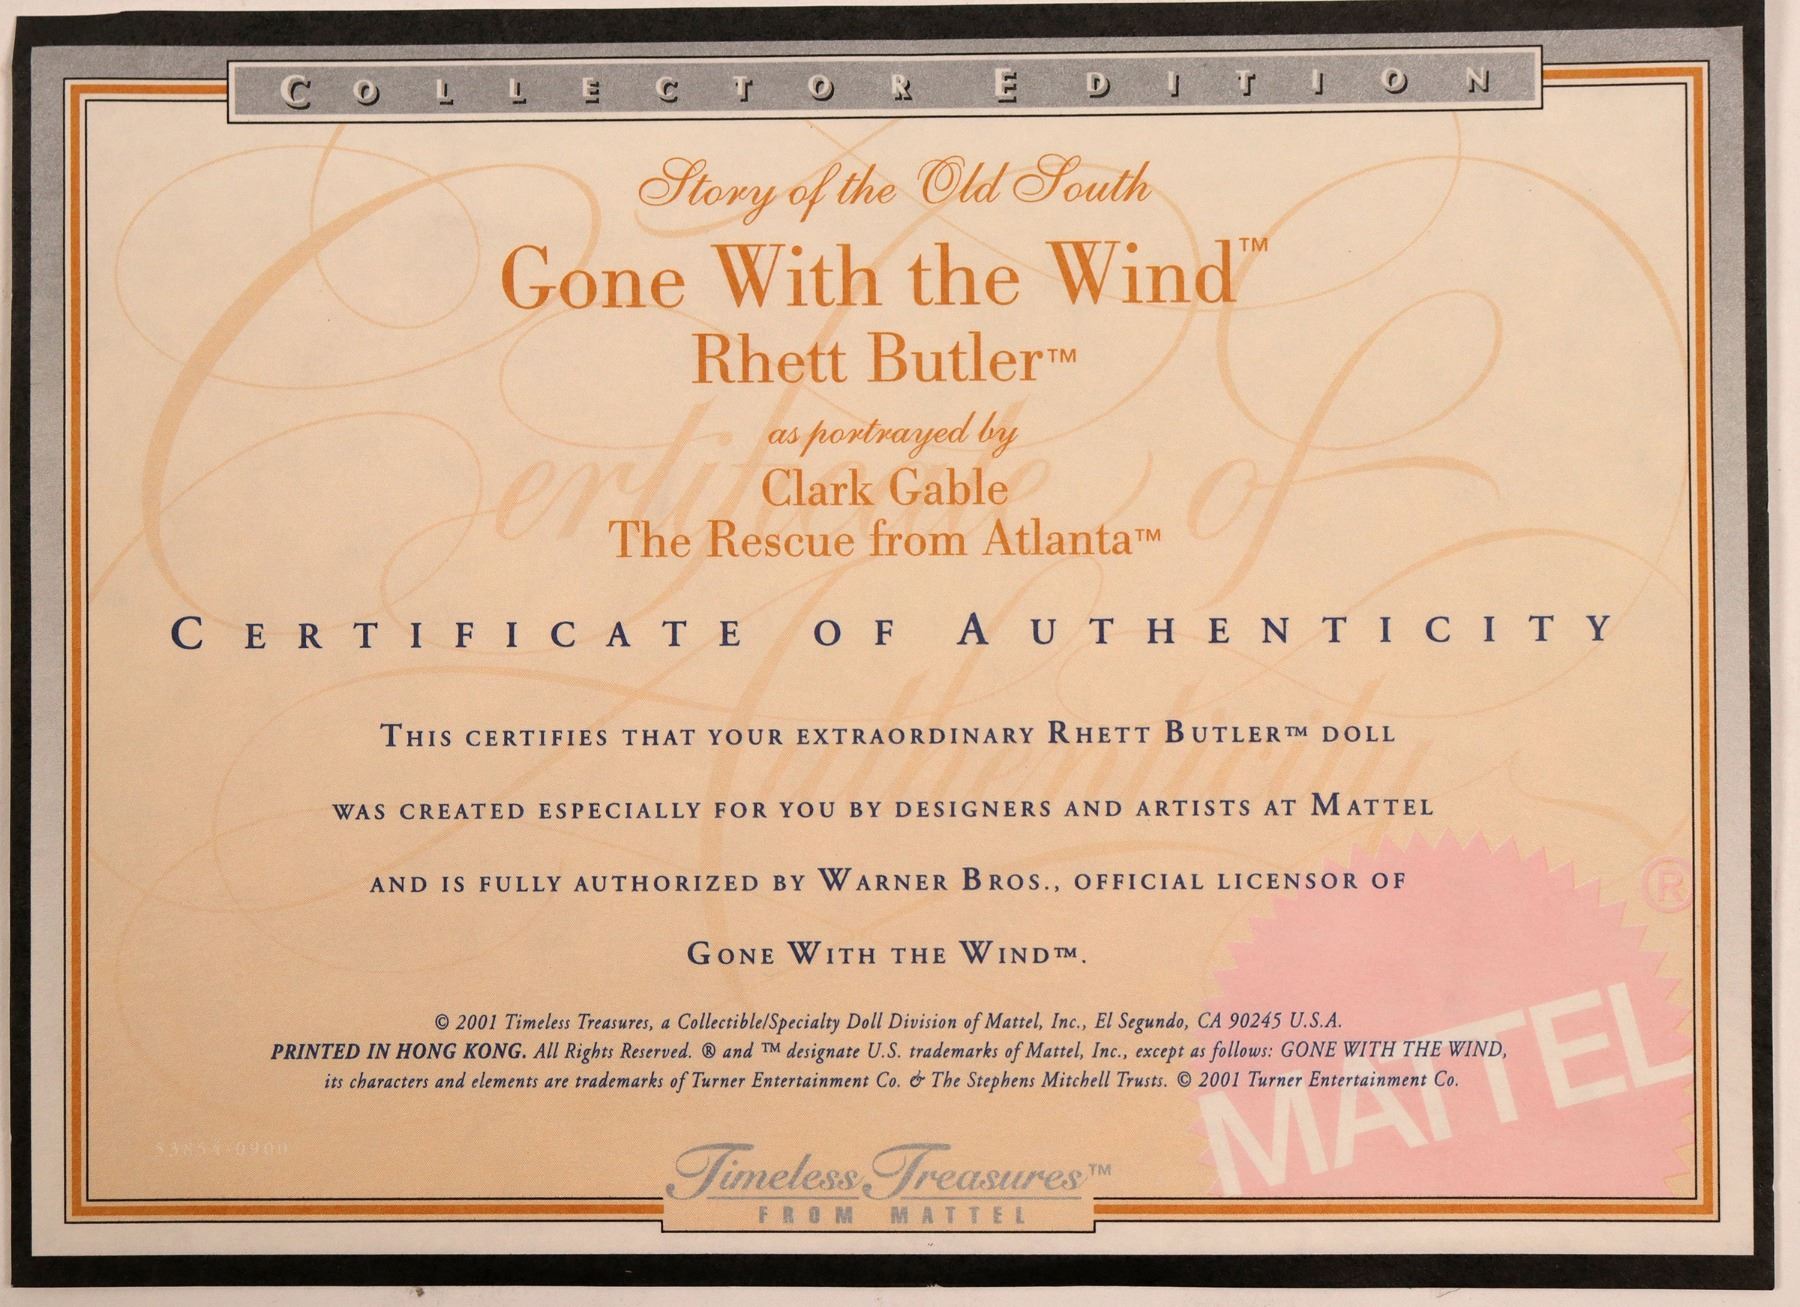 COLLECTOR EDITION
Story of the Old South
Gone With the Wind™
Rhett Butler™
as portrayed by
Clark Gable
The Rescue from Atlanta™
Certificate of
Authenticity
CERTIFICATE OF AUTHENTICITY
THIS CERTIFIES THAT YOUR EXTRAORDINARY RHETT BUTLER™ DOLL
WAS CREATED ESPECIALLY FOR YOU BY DESIGNERS AND ARTISTS AT MATTEL
AND IS FULLY AUTHORIZED BY WARNER BROS., OFFICIAL LICENSOR OF
GONE WITH THE WIND™.
© 2001 Timeless Treasures, a Collectible/Specialty Doll Division of Mattel, Inc., El Segundo, CA 90245 U.S.A.
PRINTED IN HONG KONG. All Rights Reserved. ® and ™ designate U.S. trademarks of Mattel, Inc., except as follows: GONE WITH THE WIND,
its characters and elements are trademarks of Turner Entertainment Co. & The Stephens Mitchell Trusts. © 2001 Turner Entertainment Co.
MATTEL ®
53854-0900
Timeless Treasures™
FROM MATTEL